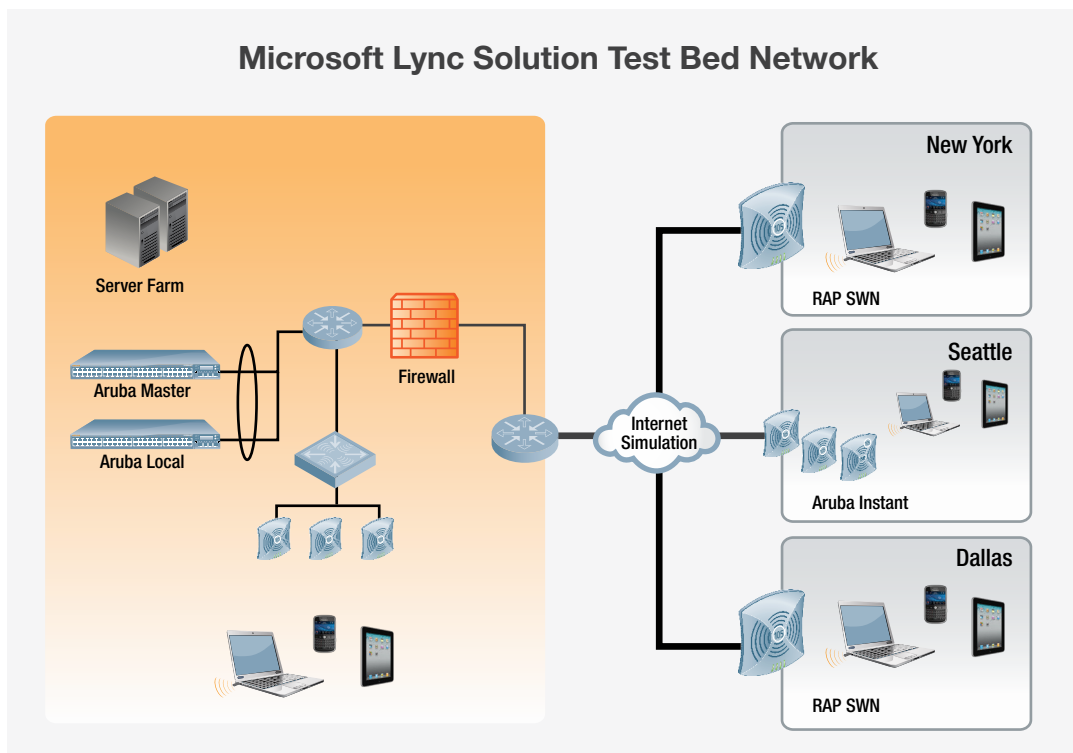 Microsoft Lync Solution Test Bed Network
Server Farm
Aruba Master
Aruba Local
Firewall
Internet
Simulation
New York
RAP SWN
Seattle
Aruba Instant
Dallas
RAP SWN